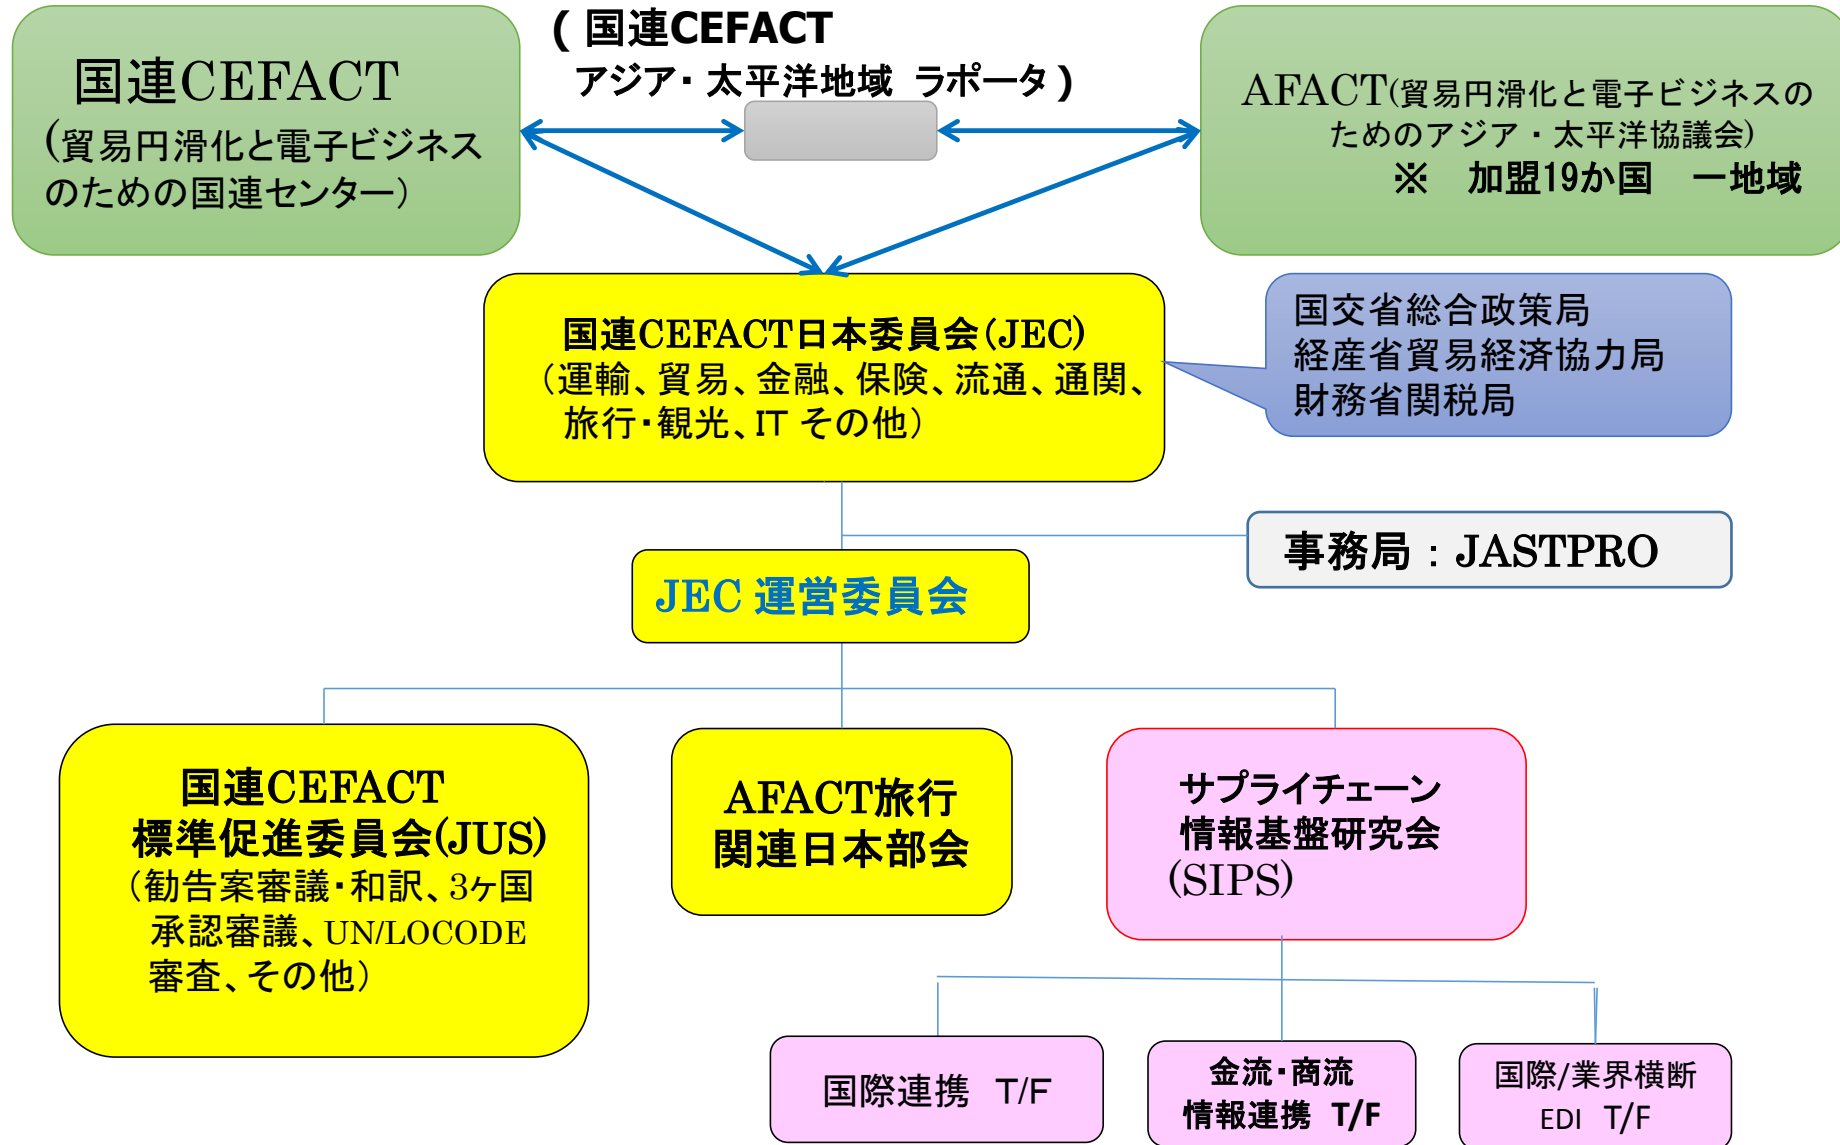 ( 国連CEFACT
アジア・太平洋地域 ラポータ )
国連CEFACT
(貿易円滑化と電子ビジネス
のための国連センター)
AFACT(貿易円滑化と電子ビジネスの
ためのアジア・太平洋協議会)
※ 加盟19か国 一地域
国連CEFACT日本委員会(JEC)
(運輸、貿易、金融、保険、流通、通関、
旅行・観光、IT その他)
国交省総合政策局
経産省貿易経済協力局
財務省関税局
事務局:JASTPRO
JEC 運営委員会
国連CEFACT
標準促進委員会(JUS)
(勧告案審議・和訳、3ヶ国
承認審議、UN/LOCODE
審査、その他)
AFACT旅行
関連日本部会
サプライチェーン
情報基盤研究会
(SIPS)
国際連携 T/F
金流・商流
情報連携 T/F
国際/業界横断
EDI T/F